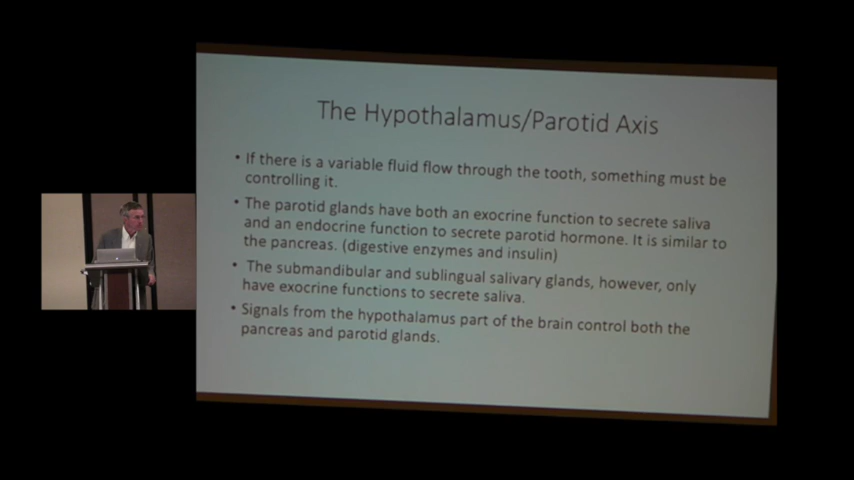 The Hypothalamus/Parotid Axis
• If there is a variable fluid flow through the tooth, something must be
controlling it.
• The parotid glands have both an exocrine function to secrete saliva
and an endocrine function to secrete parotid hormone. It is similar to
the pancreas. (digestive enzymes and insulin)
• The submandibular and sublingual salivary glands, however, only
have exocrine functions to secrete saliva.
• Signals from the hypothalamus part of the brain control both the
pancreas and parotid glands.